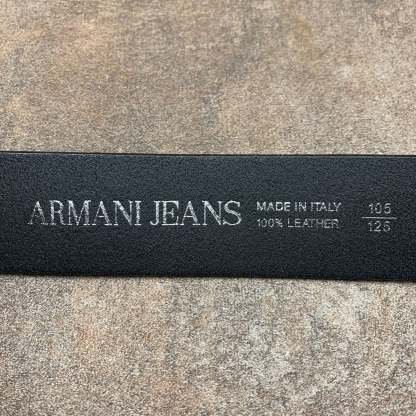 ARMANI JEANS
MADE IN ITALY
100% LEATHER
105
125